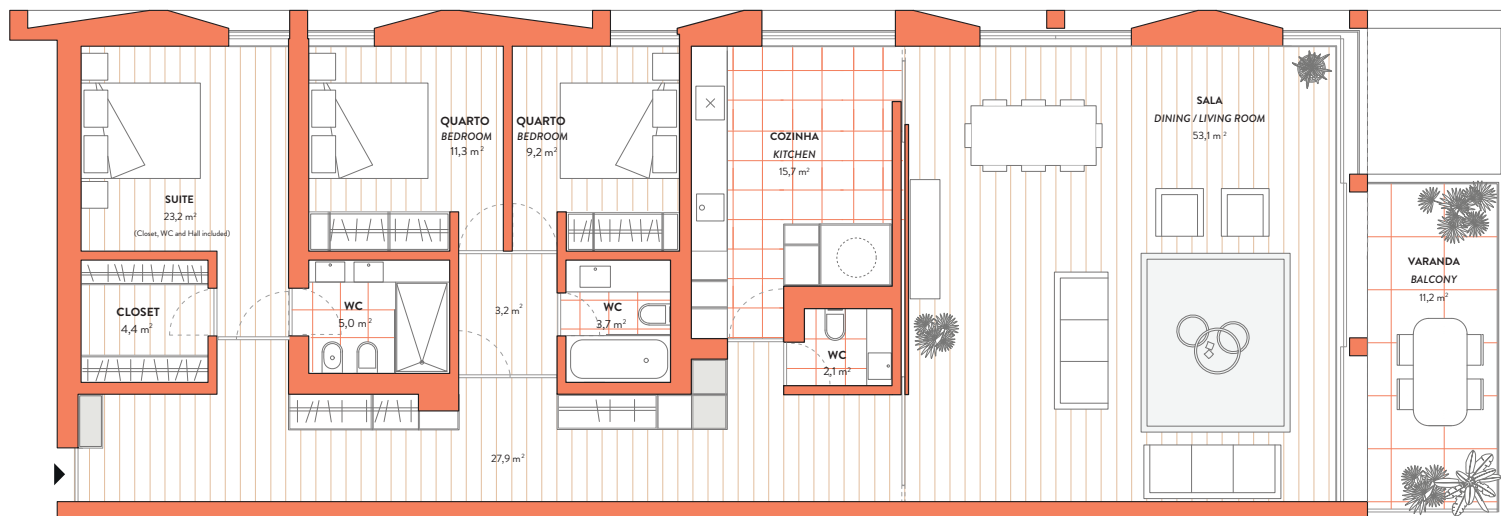 SUITE
23,2 m²
(Closet, WC and Hall included)
CLOSET
4,4 m²
QUARTO
BEDROOM
11,3 m²
QUARTO
BEDROOM
9,2 m²
WC
5,0 m²
3,2 m²
WC
3,7 m²
COZINHA
KITCHEN
15,7 m²
WC
2,1 m²
27,9 m²
SALA
DINING / LIVING ROOM
53,1 m²
VARANDA
BALCONY
11,2 m²